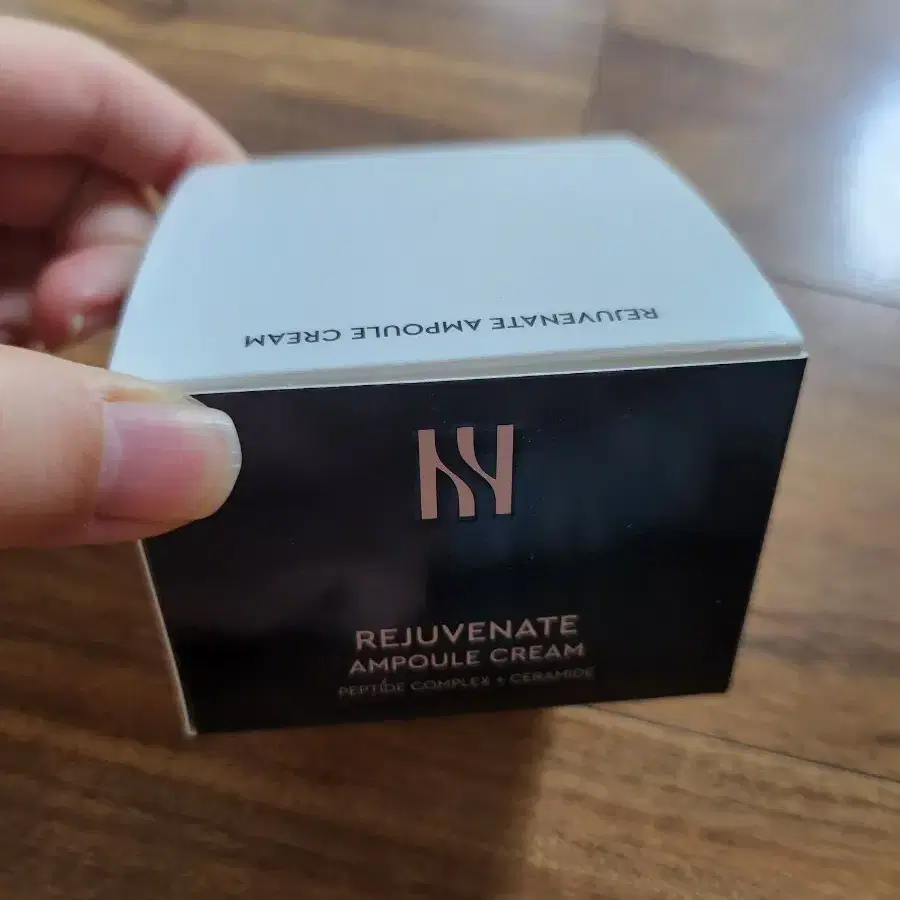 REJUVENATE AMPOULE CREAM
REJUVENATE
AMPOULE CREAM
PEPTIDE COMPLEX + CERAMIDE